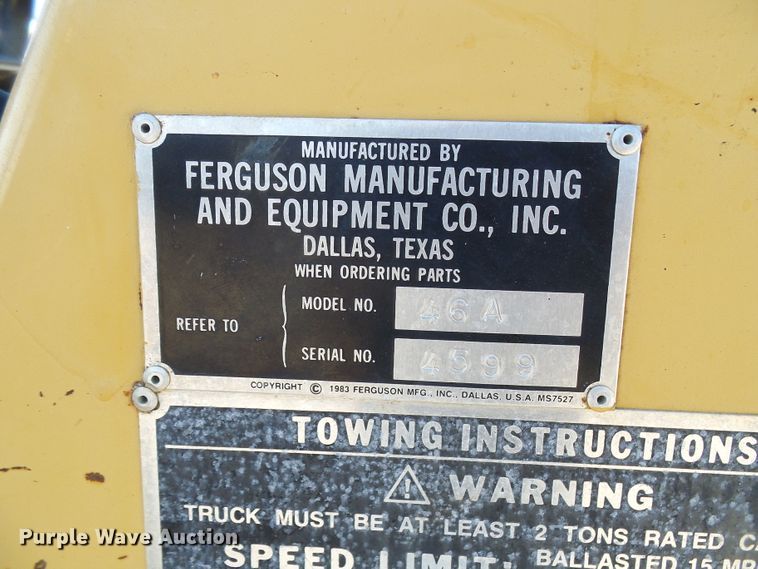 MANUFACTURED BY
FERGUSON MANUFACTURING
AND EQUIPMENT CO., INC.
DALLAS, TEXAS
WHEN ORDERING PARTS
REFER TO
MODEL NO. 46A
SERIAL NO. 4599
COPYRIGHT © 1983 FERGUSON MFG., INC., DALLAS, U.S.A. MS7527
TOWING INSTRUCTIONS
⚠ WARNING
TRUCK MUST BE AT LEAST 2 TONS RATED
SPEED LIMIT: BALLASTED 15
Purple Wave Auction